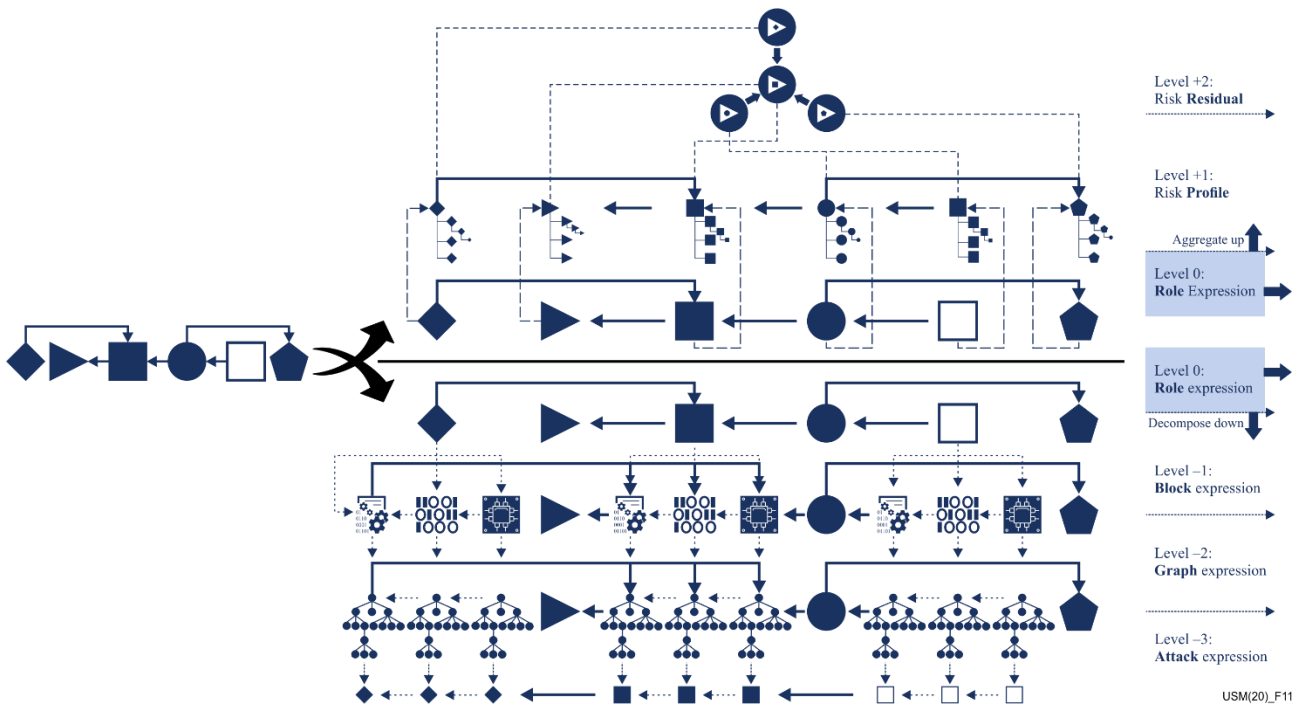 Level +2:
Risk Residual
Level +1:
Risk Profile
Aggregate up
Level 0:
Role Expression
Level 0:
Role expression
Decompose down
Level –1:
Block expression
Level –2:
Graph expression
Level –3:
Attack expression
USM(20)_F11